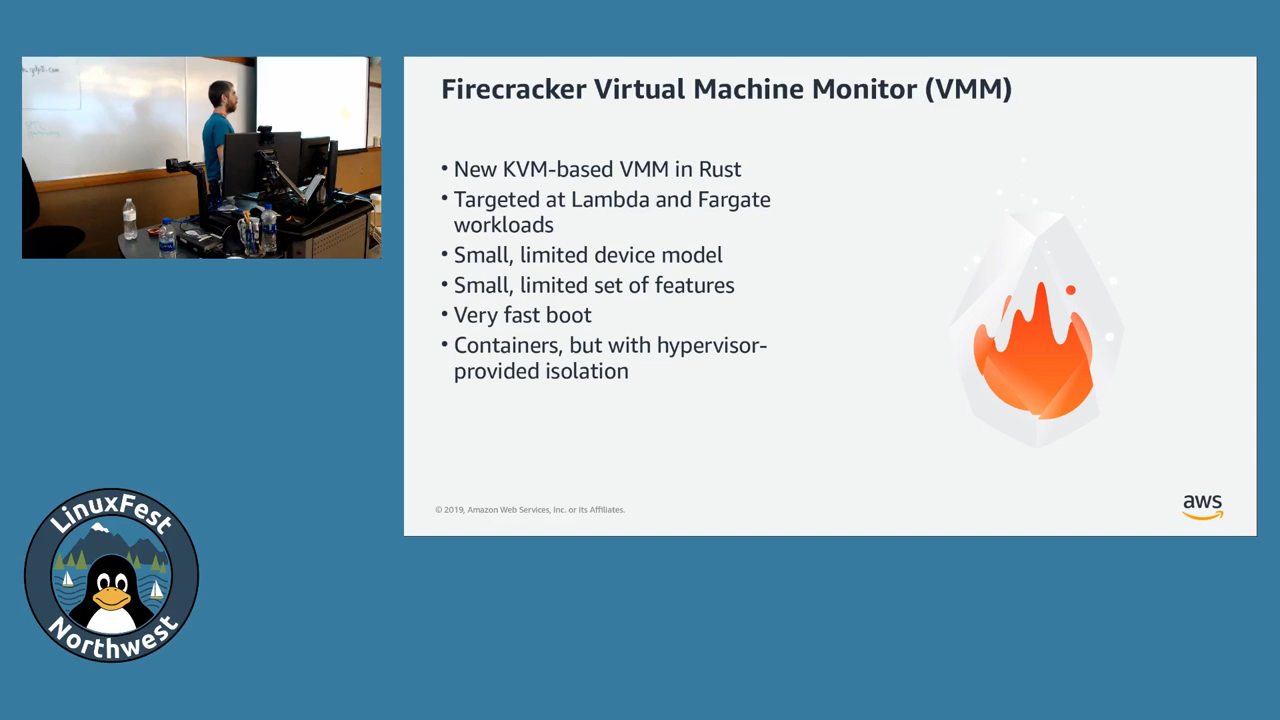 Firecracker Virtual Machine Monitor (VMM)
• New KVM-based VMM in Rust
• Targeted at Lambda and Fargate
workloads
• Small, limited device model
• Small, limited set of features
• Very fast boot
• Containers, but with hypervisor-
provided isolation
© 2019, Amazon Web Services, Inc. or its Affiliates.
aws
LinuxFest
Northwest